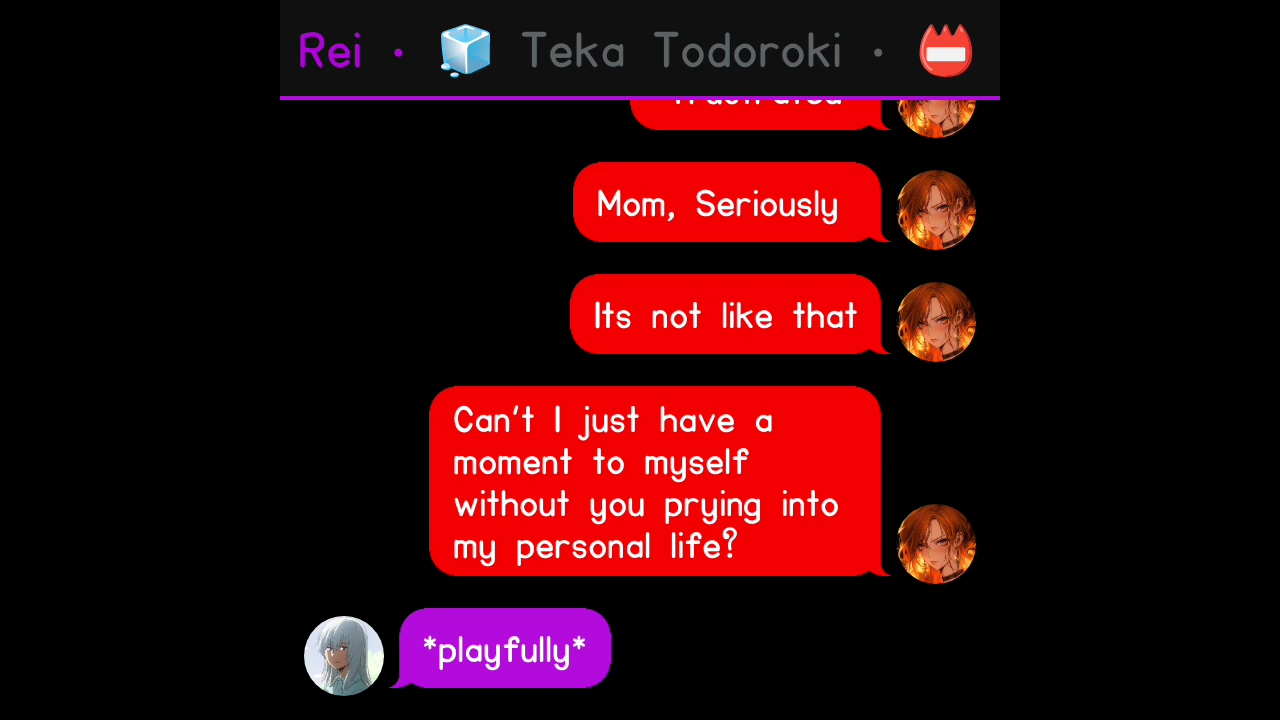 Rei · 🧊 Teka Todoroki · 📛
Mom, Seriously
Its not like that
Can't I just have a
moment to myself
without you prying into
my personal life?
*playfully*